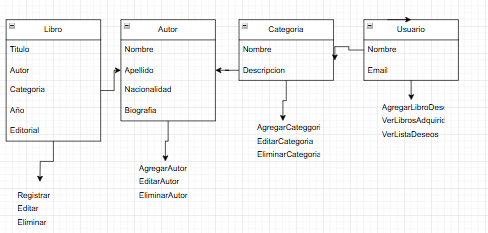 Libro
Titulo
Autor
Categoria
Año
Editorial
Registrar
Editar
Eliminar
Autor
Nombre
Apellido
Nacionalidad
Biografia
AgregarAutor
EditarAutor
EliminarAutor
Categoria
Nombre
Descripcion
AgregarCateggori
EditarCategoria
EliminarCategoria
Usuario
Nombre
Email
AgregarLibroDese
VerLibrosAdquirid
VerListaDeseos